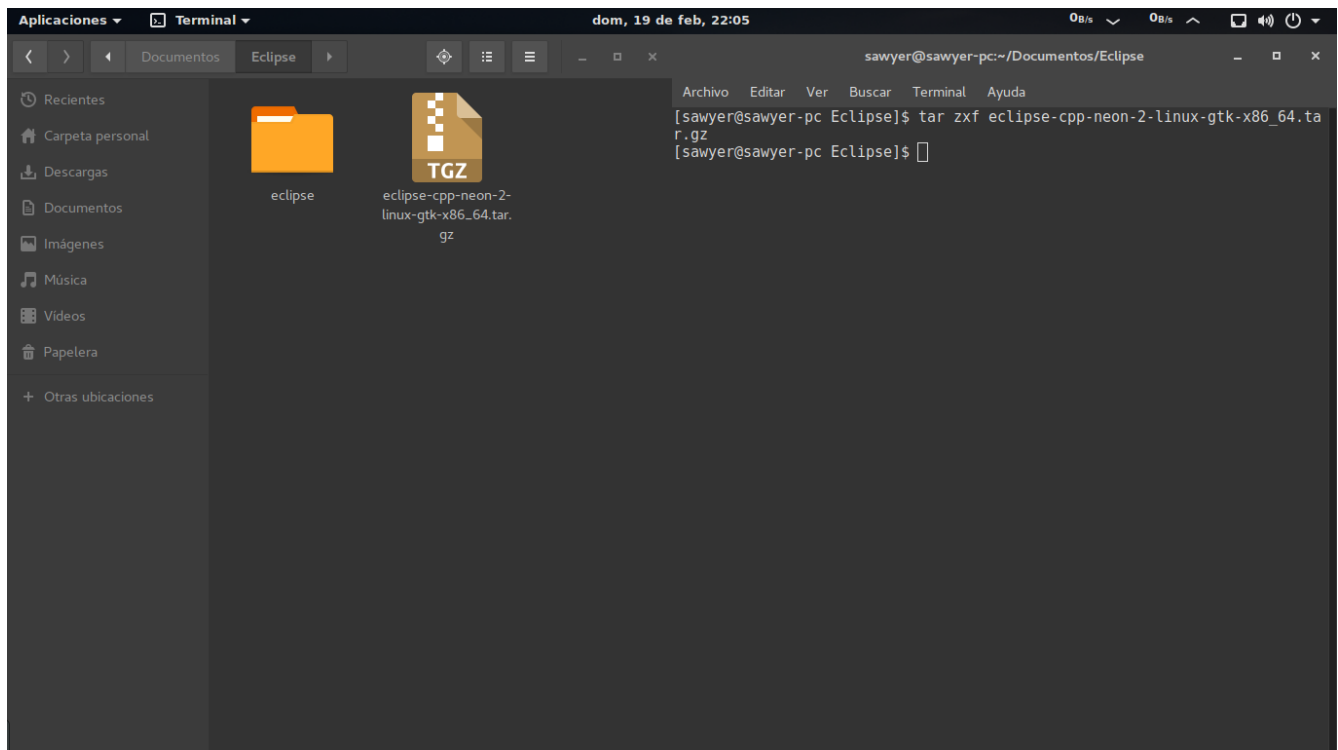 Aplicaciones Terminal dom, 19 de feb, 22:05 0B/s 0B/s
Documentos Eclipse sawyer@sawyer-pc:~/Documentos/Eclipse
Recientes
Carpeta personal
Descargas
Documentos
Imágenes
Música
Vídeos
Papelera
+ Otras ubicaciones
eclipse
TGZ
eclipse-cpp-neon-2-
linux-gtk-x86_64.tar.
gz
Archivo Editar Ver Buscar Terminal Ayuda
[sawyer@sawyer-pc Eclipse]$ tar zxf eclipse-cpp-neon-2-linux-gtk-x86_64.ta
r.gz
[sawyer@sawyer-pc Eclipse]$